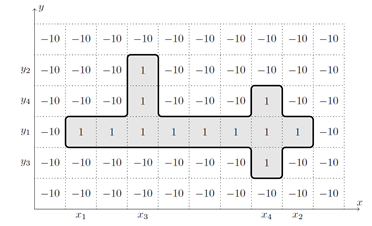 y
−10 −10 −10 −10 −10 −10 −10 −10 −10 −10
y₂ −10 −10 −10 1 −10 −10 −10 −10 −10 −10
y₄ −10 −10 −10 1 −10 −10 −10 1 −10 −10
y₁ −10 1 1 1 1 1 1 1 1 −10
y₃ −10 −10 −10 −10 −10 −10 −10 1 −10 −10
−10 −10 −10 −10 −10 −10 −10 −10 −10 −10
x
x₁ x₃ x₄ x₂